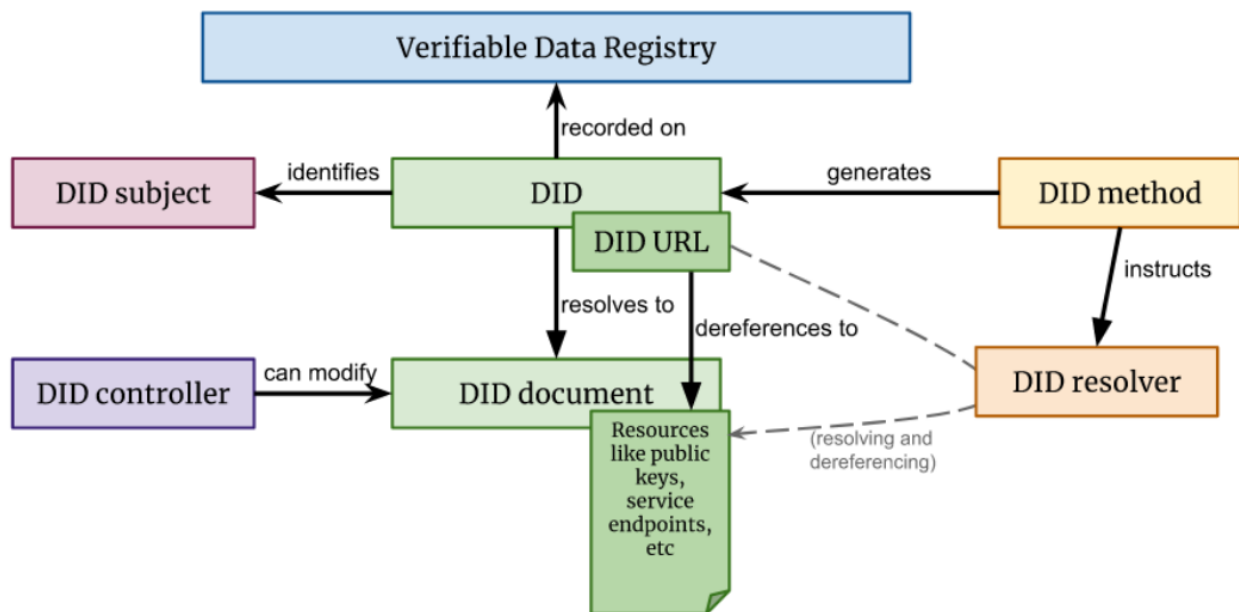 Verifiable Data Registry
recorded on
DID subject
identifies
DID
generates
DID method
DID URL
instructs
resolves to
dereferences to
DID controller
can modify
DID document
DID resolver
Resources
like public
keys,
service
endpoints,
etc
(resolving and
dereferencing)